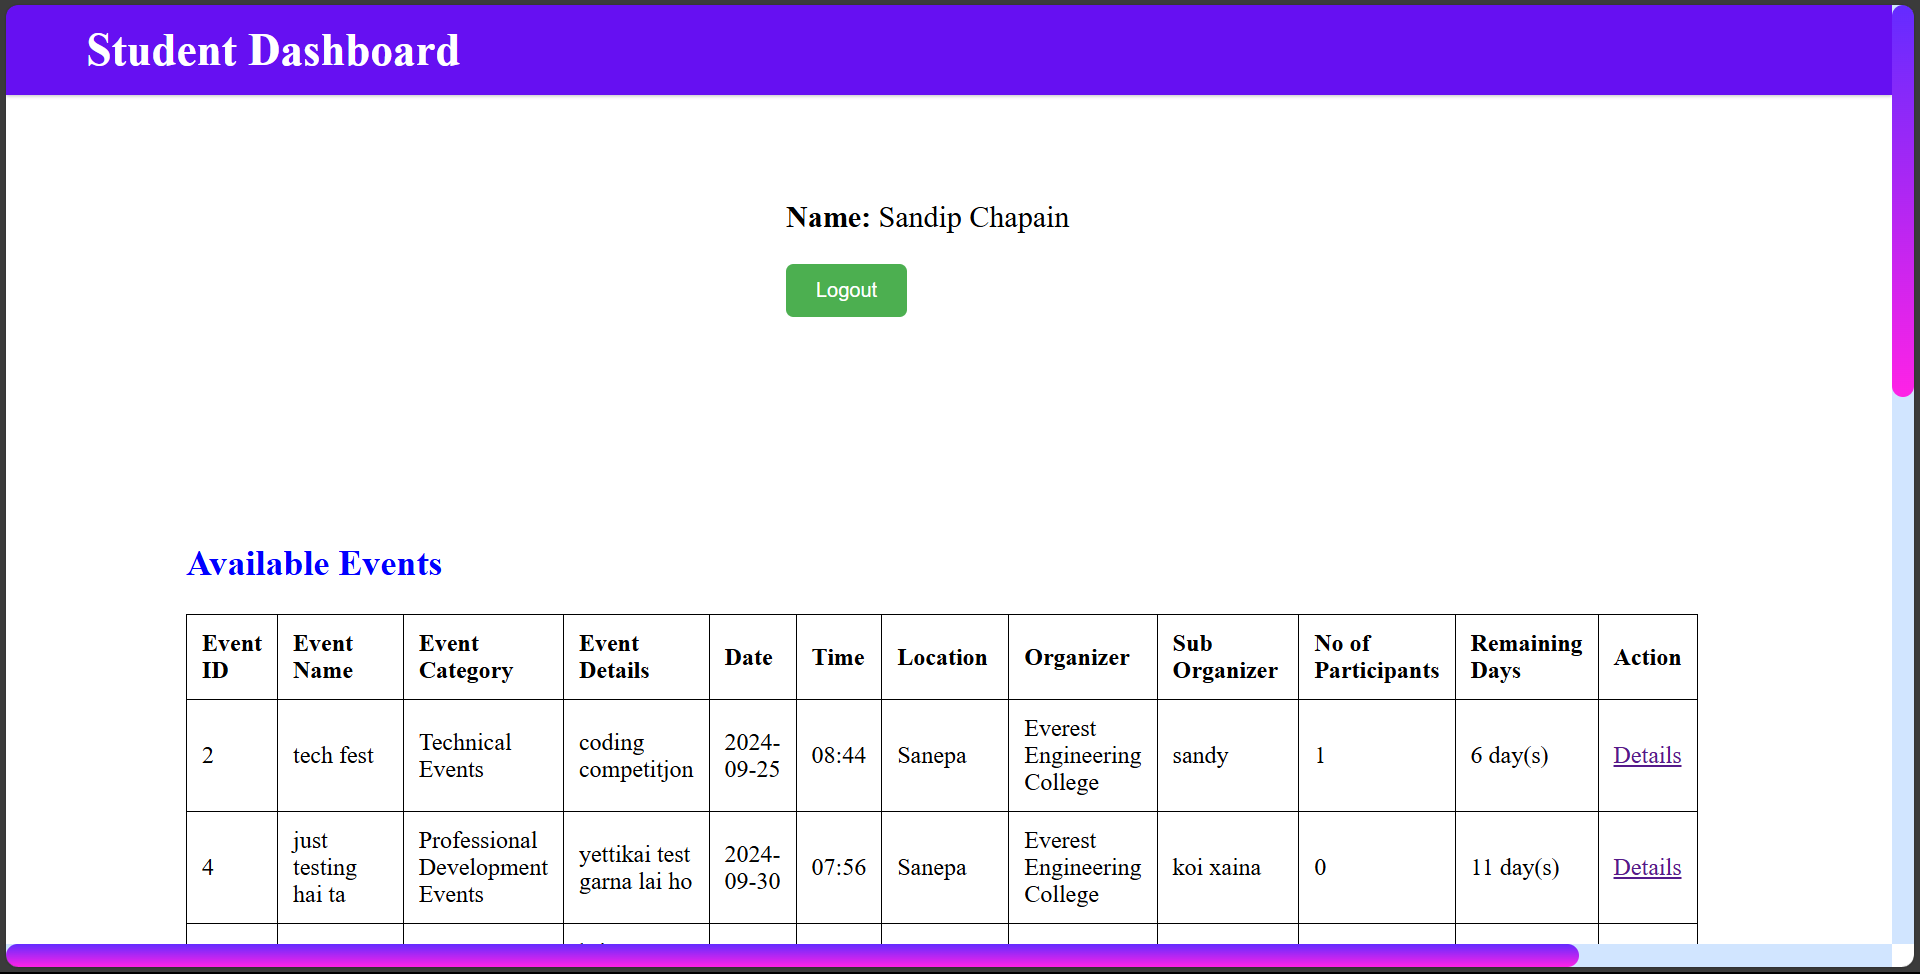 Student Dashboard
Name: Sandip Chapain
Logout
Available Events
Event ID
Event Name
Event Category
Event Details
Date
Time
Location
Organizer
Sub Organizer
No of Participants
Remaining Days
Action
2
tech fest
Technical Events
coding competitjon
2024-09-25
08:44
Sanepa
Everest Engineering College
sandy
1
6 day(s)
Details
4
just testing hai ta
Professional Development Events
yettikai test garna lai ho
2024-09-30
07:56
Sanepa
Everest Engineering College
koi xaina
0
11 day(s)
Details